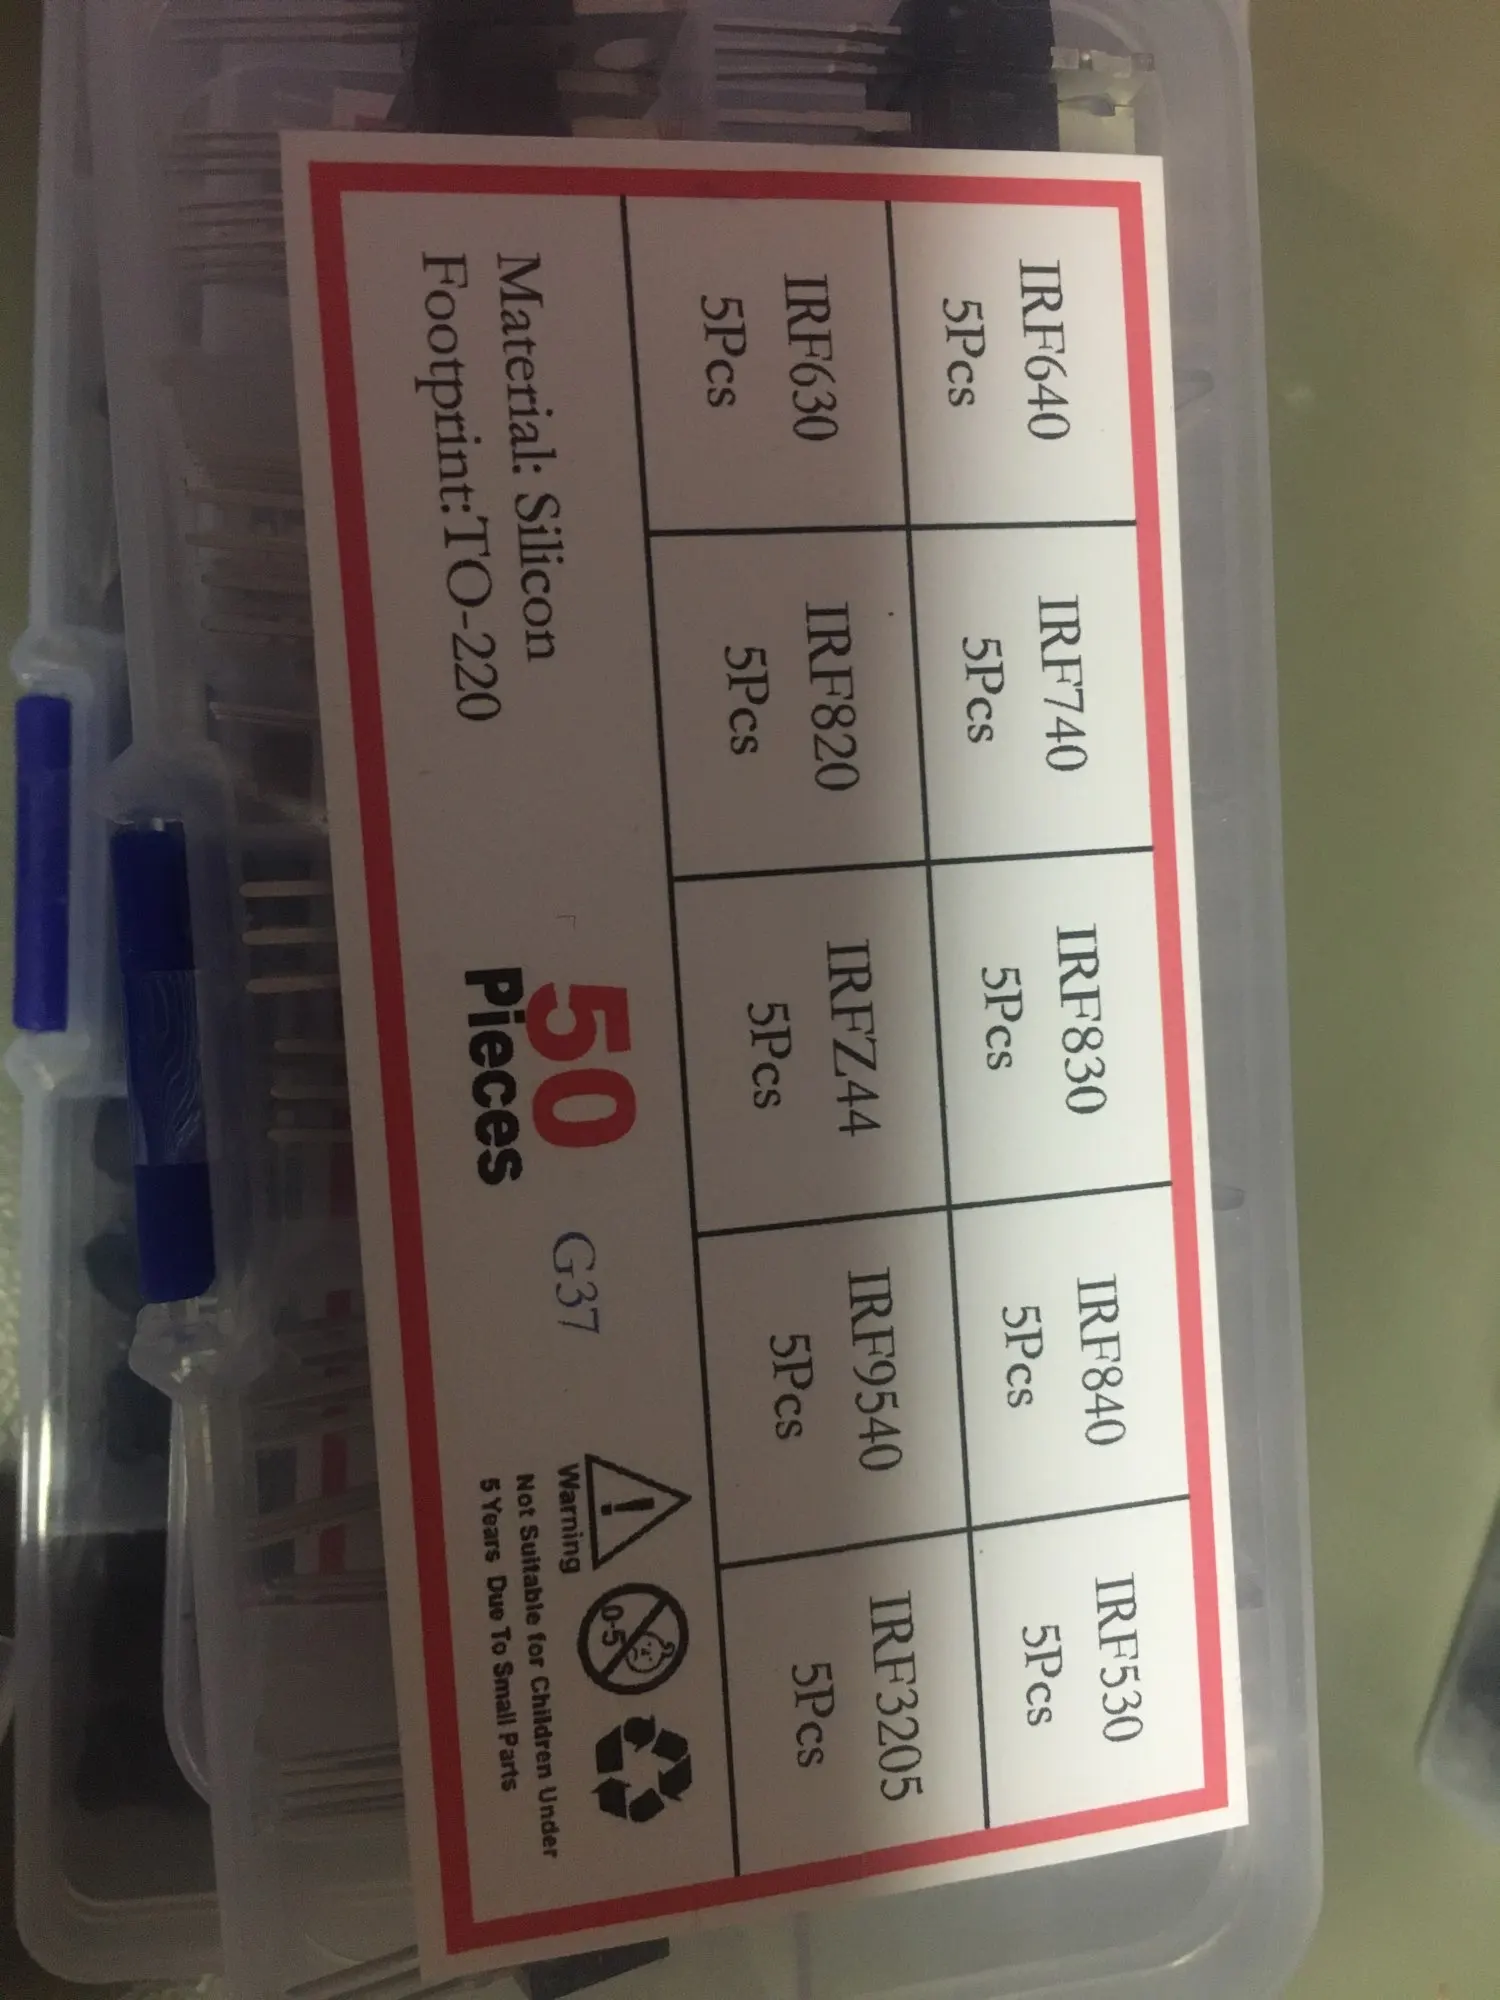 IRF640
5Pcs
IRF740
5Pcs
IRF830
5Pcs
IRF840
5Pcs
IRF530
5Pcs
IRF630
5Pcs
IRF820
5Pcs
IRFZ44
5Pcs
IRF9540
5Pcs
IRF3205
5Pcs
Material: Silicon
Footprint:TO-220
50
Pieces
G37
0-5
Warning
Not Suitable for Children Under
5 Years Due To Small Parts